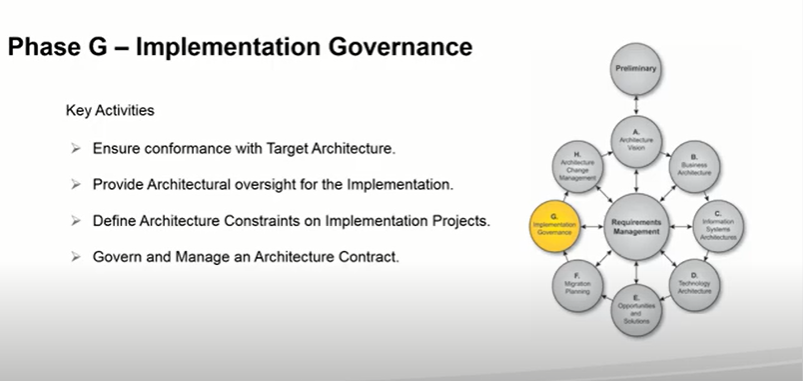 Phase G – Implementation Governance
Key Activities
Ensure conformance with Target Architecture.
Provide Architectural oversight for the Implementation.
Define Architecture Constraints on Implementation Projects.
Govern and Manage an Architecture Contract.
Preliminary
A.
Architecture
Vision
B.
Business
Architecture
C.
Information
Systems
Architectures
D.
Technology
Architecture
E.
Opportunities
and
Solutions
F.
Migration
Planning
G.
Implementation
Governance
H.
Architecture
Change
Management
Requirements
Management